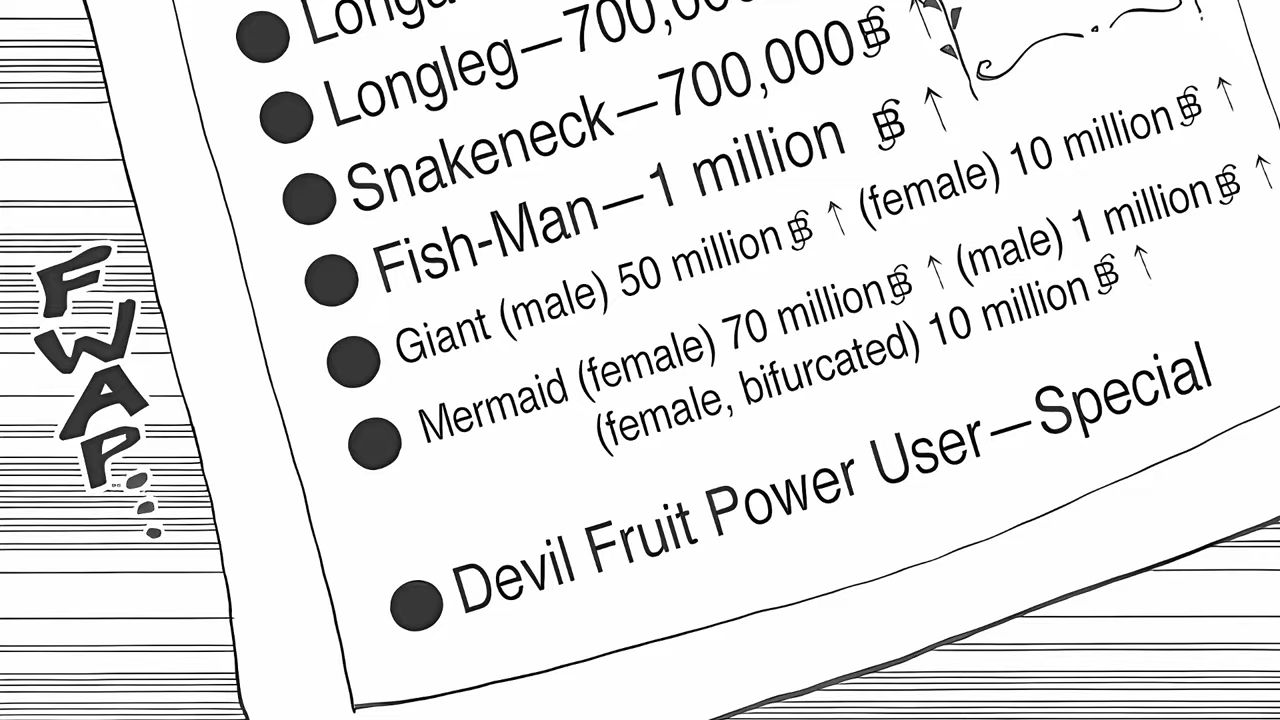 Longleg—700,000
Snakeneck—700,000฿
Fish-Man—1 million ฿ ↑
Giant (male) 50 million฿ ↑ (female) 10 million฿ ↑
Mermaid (female) 70 million฿ ↑ (male) 1 million฿ ↑
(female, bifurcated) 10 million฿ ↑
Devil Fruit Power User—Special
FWAP...